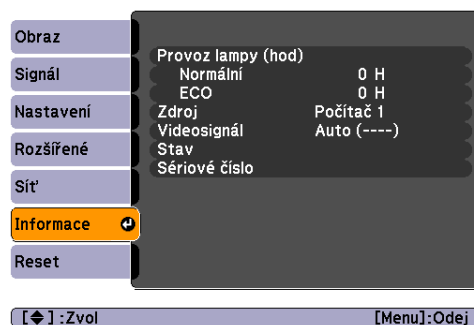 Obraz
Signál
Nastavení
Rozšířené
Síť
Informace
Reset
Provoz lampy (hod)
Normální 0 H
ECO 0 H
Zdroj Počítač 1
Videosignál Auto (----)
Stav
Sériové číslo
[◆] :Zvol [Menu]:Odej